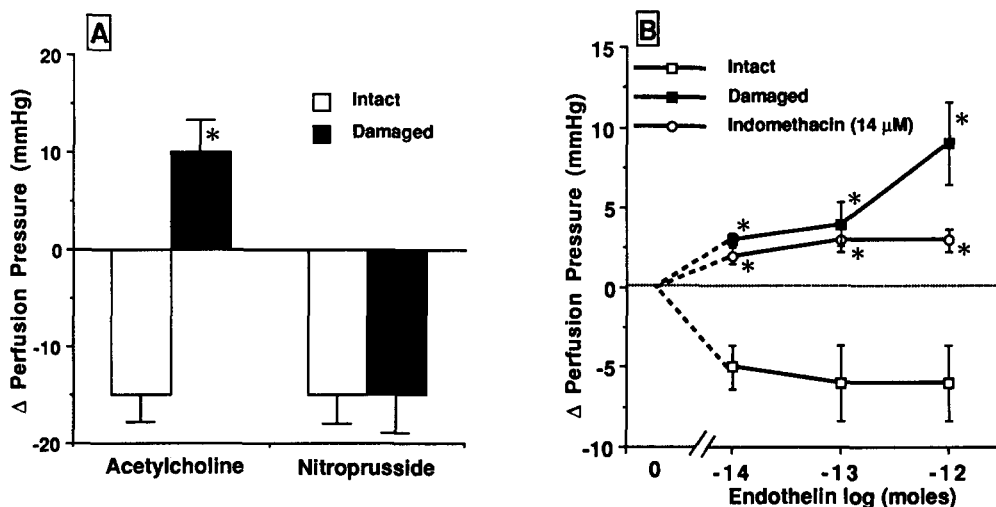 A
Δ Perfusion Pressure (mmHg)
20
10
0
-10
-20
Intact
Damaged
*
Acetylcholine
Nitroprusside
B
Δ Perfusion Pressure (mmHg)
15
10
5
0
-5
-10
Intact
Damaged
Indomethacin (14 μM)
*
*
*
*
*
*
0
-14
-13
-12
Endothelin log (moles)